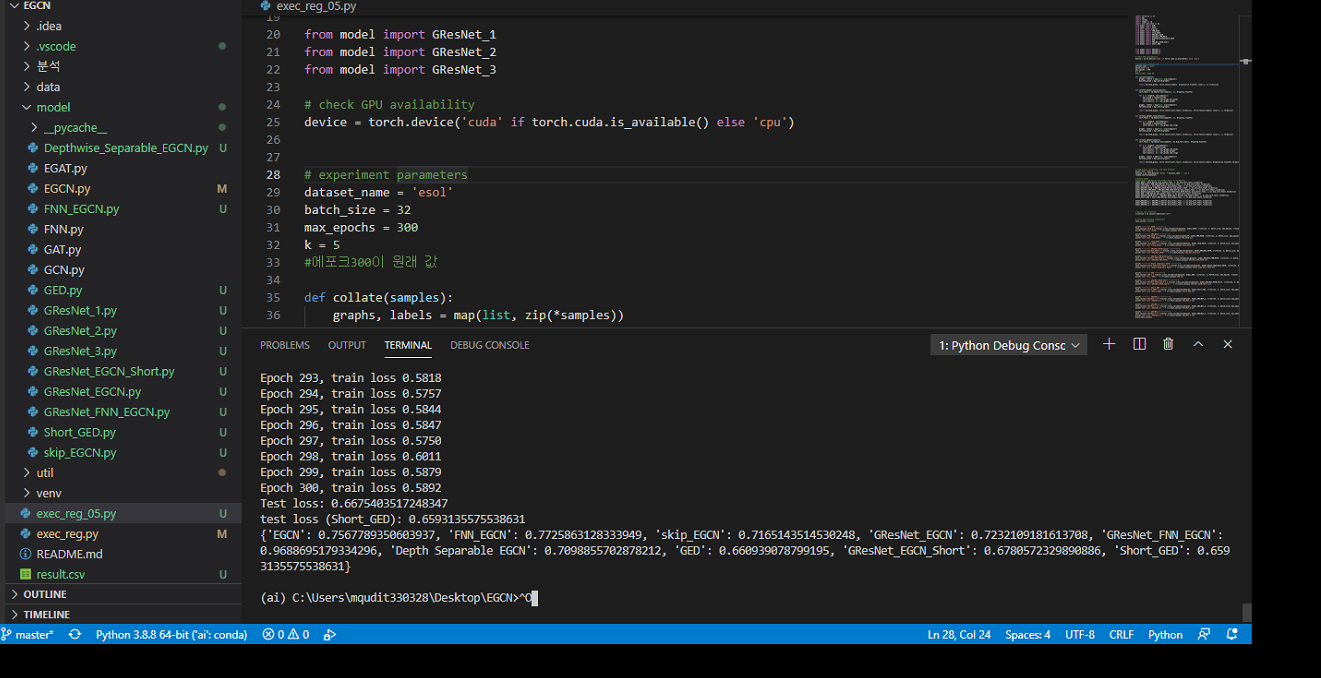 EGCN
.idea
.vscode
분석
data
model
__pycache__
Depthwise_Separable_EGCN.py U
EGAT.py
EGCN.py M
FNN_EGCN.py U
FNN.py
GAT.py
GCN.py
GED.py U
GResNet_1.py U
GResNet_2.py U
GResNet_3.py U
GResNet_EGCN_Short.py U
GResNet_EGCN.py U
GResNet_FNN_EGCN.py U
Short_GED.py U
skip_EGCN.py U
util
venv
exec_reg_05.py U
exec_reg.py M
README.md
result.csv U
OUTLINE
TIMELINE
exec_reg_05.py
19
20 from model import GResNet_1
21 from model import GResNet_2
22 from model import GResNet_3
23
24 # check GPU availability
25 device = torch.device('cuda' if torch.cuda.is_available() else 'cpu')
26
27
28 # experiment parameters
29 dataset_name = 'esol'
30 batch_size = 32
31 max_epochs = 300
32 k = 5
33 #에포크300이 원래 값
34
35 def collate(samples):
36 graphs, labels = map(list, zip(*samples))
PROBLEMS OUTPUT TERMINAL DEBUG CONSOLE 1: Python Debug Consc
Epoch 293, train loss 0.5818
Epoch 294, train loss 0.5757
Epoch 295, train loss 0.5844
Epoch 296, train loss 0.5847
Epoch 297, train loss 0.5750
Epoch 298, train loss 0.6011
Epoch 299, train loss 0.5879
Epoch 300, train loss 0.5892
Test loss: 0.6675403517248347
test loss (Short_GED): 0.6593135575538631
{'EGCN': 0.7567789350603937, 'FNN_EGCN': 0.7725863128333949, 'skip_EGCN': 0.7165143514530248, 'GResNet_EGCN': 0.7232109181613708, 'GResNet_FNN_EGCN':
0.9688695179334296, 'Depth Separable EGCN': 0.7098855702878212, 'GED': 0.660939078799195, 'GResNet_EGCN_Short': 0.6780572329890886, 'Short_GED': 0.659
3135575538631}
(ai) C:\Users\mqudit330328\Desktop\EGCN>^O
master* Python 3.8.8 64-bit ('ai': conda) 0 0 Ln 28, Col 24 Spaces: 4 UTF-8 CRLF Python